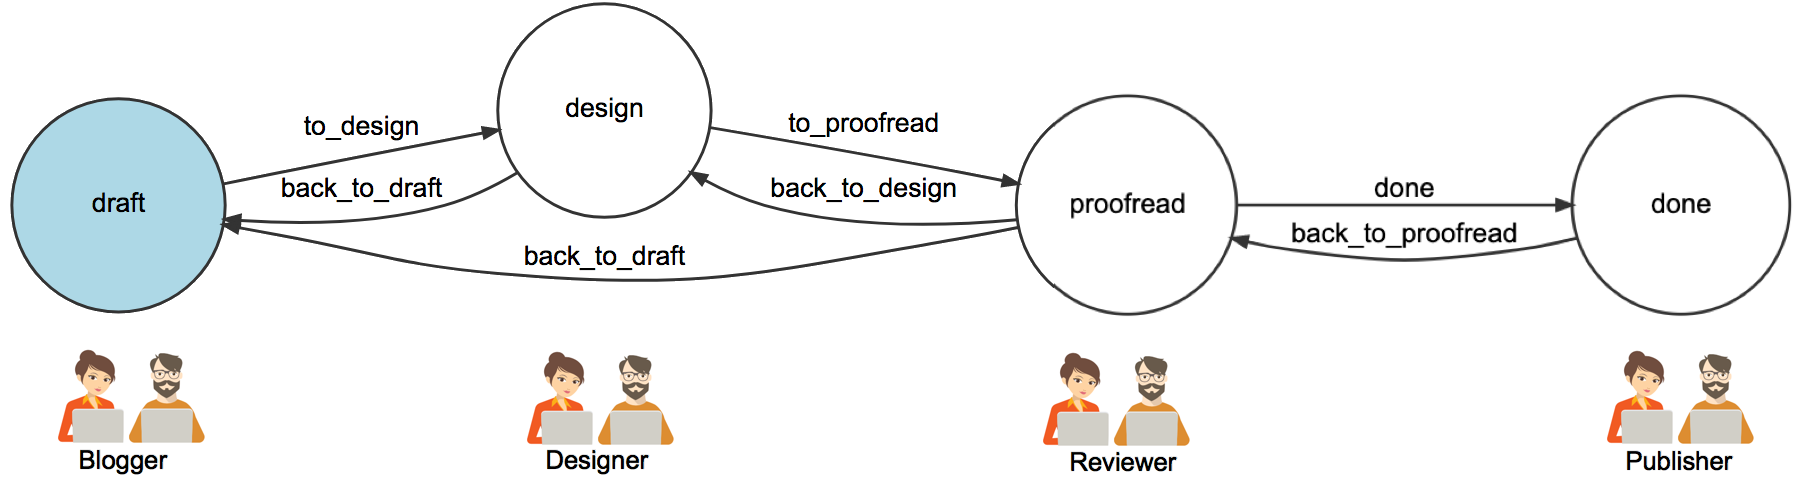 draft
to_design
back_to_draft
design
to_proofread
back_to_design
back_to_draft
proofread
done
back_to_proofread
done
Blogger
Designer
Reviewer
Publisher